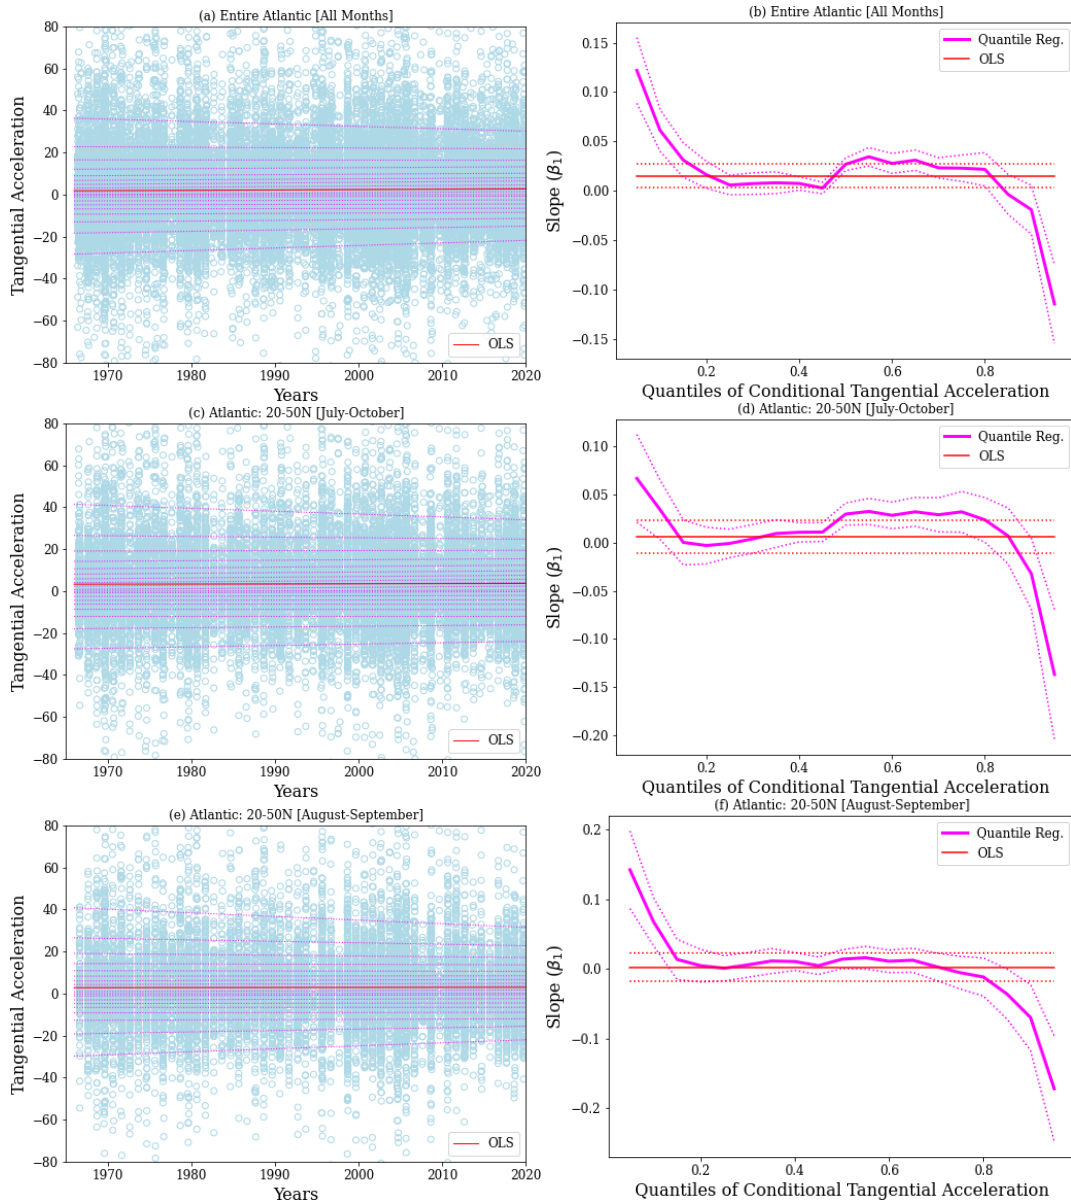 (a) Entire Atlantic [All Months]
80
60
40
20
0
−20
−40
−60
−80
Tangential Acceleration
OLS
1970
1980
1990
2000
2010
2020
Years
(b) Entire Atlantic [All Months]
0.15
0.10
0.05
0.00
−0.05
−0.10
−0.15
Slope (β1)
Quantile Reg.
OLS
0.2
0.4
0.6
0.8
Quantiles of Conditional Tangential Acceleration
(c) Atlantic: 20-50N [July-October]
80
60
40
20
0
−20
−40
−60
−80
Tangential Acceleration
OLS
1970
1980
1990
2000
2010
2020
Years
(d) Atlantic: 20-50N [July-October]
0.10
0.05
0.00
−0.05
−0.10
−0.15
−0.20
Slope (β1)
Quantile Reg.
OLS
0.2
0.4
0.6
0.8
Quantiles of Conditional Tangential Acceleration
(e) Atlantic: 20-50N [August-September]
80
60
40
20
0
−20
−40
−60
−80
Tangential Acceleration
OLS
1970
1980
1990
2000
2010
2020
Years
(f) Atlantic: 20-50N [August-September]
0.2
0.1
0.0
−0.1
−0.2
Slope (β1)
Quantile Reg.
OLS
0.2
0.4
0.6
0.8
Quantiles of Conditional Tangential Acceleration